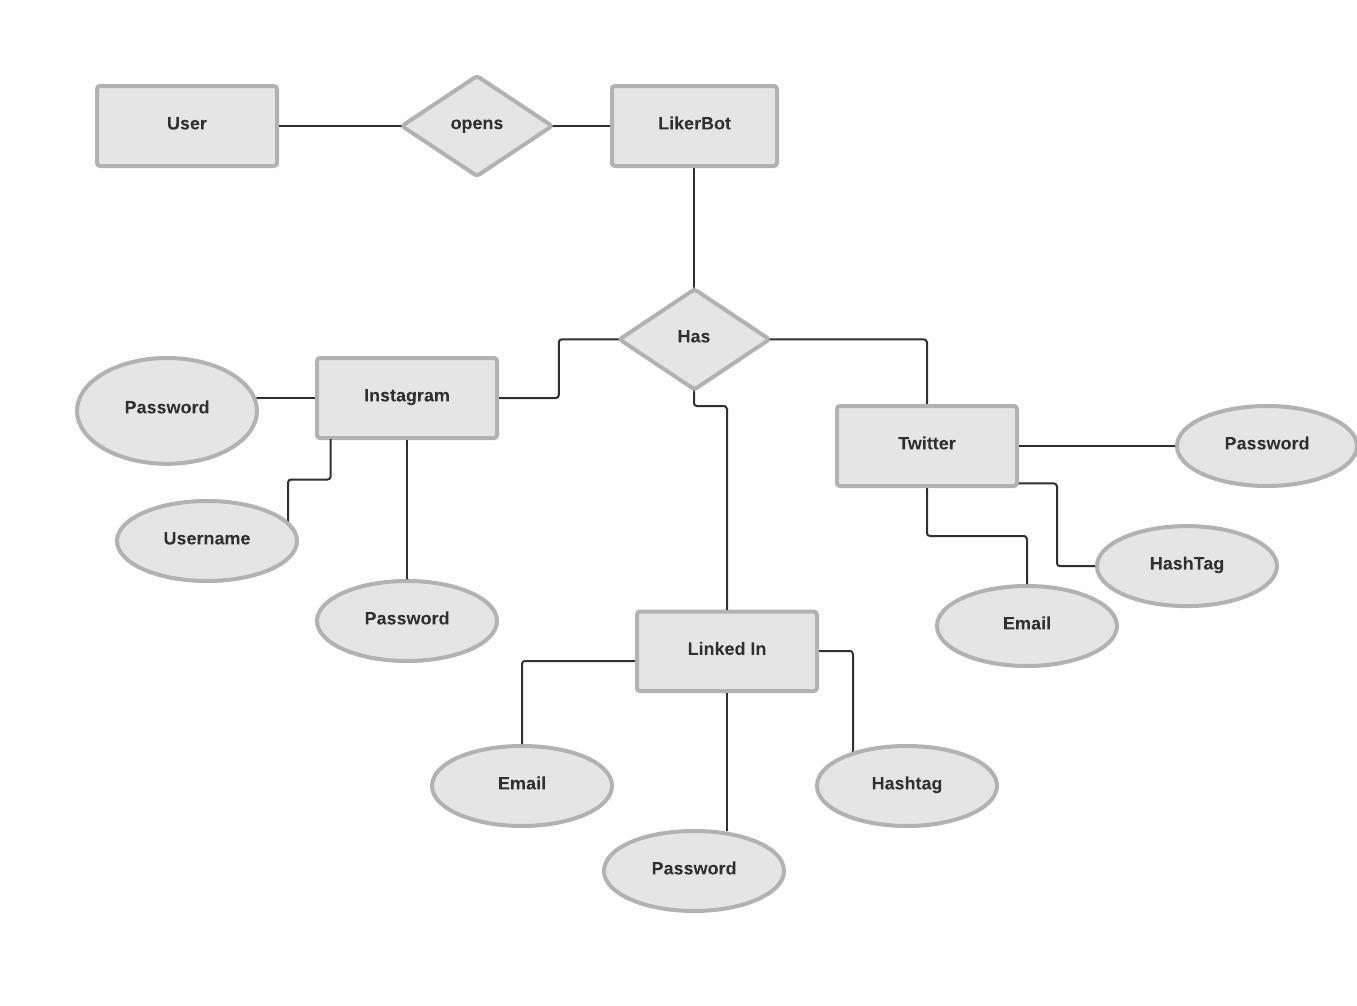 User
opens
LikerBot
Has
Instagram
Password
Twitter
Password
Username
HashTag
Password
Email
Linked In
Email
Hashtag
Password